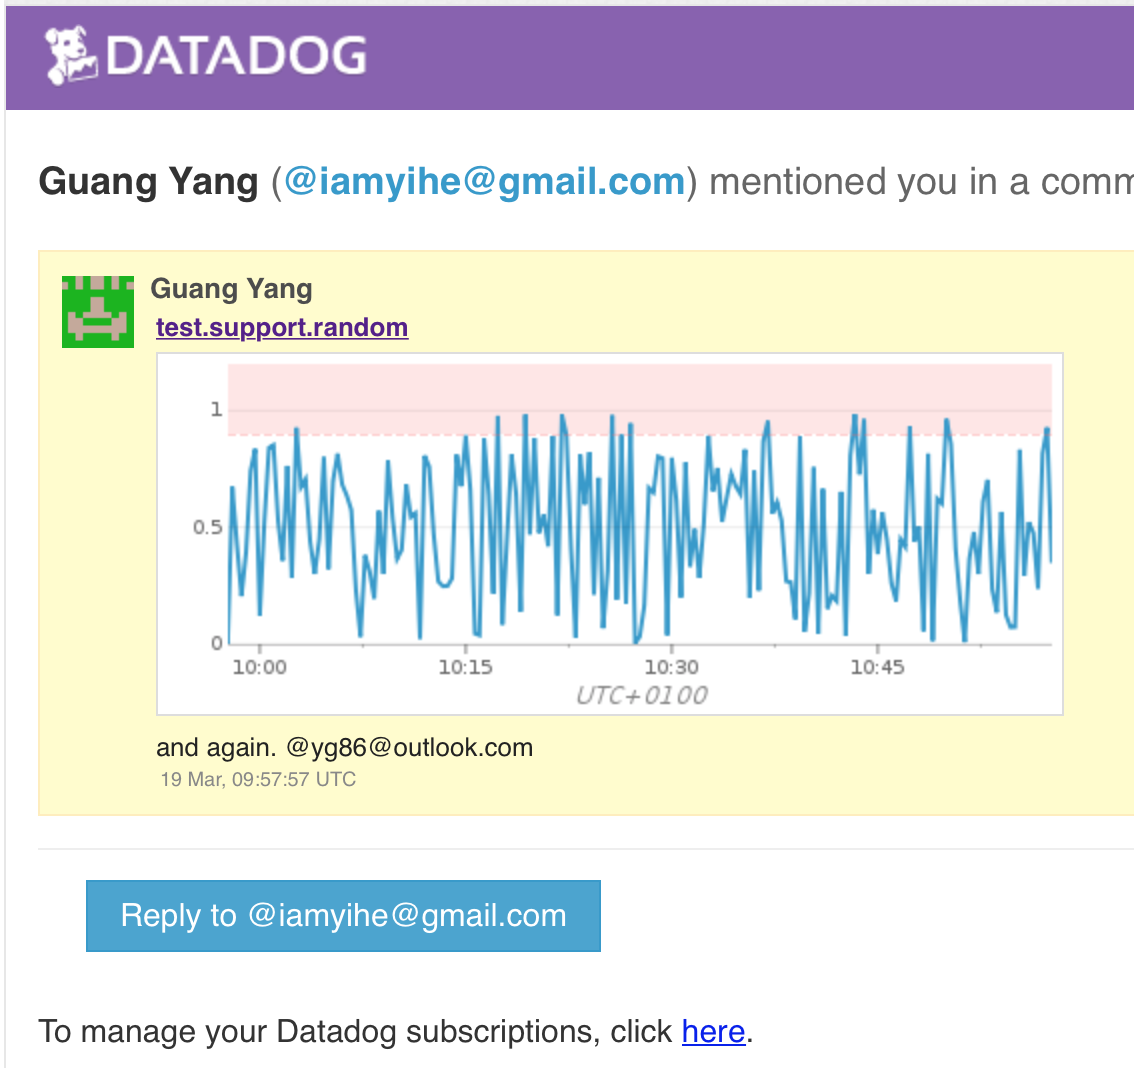 DATADOG
Guang Yang (@iamyihe@gmail.com) mentioned you in a comm
Guang Yang
test.support.random
1
0.5
0
10:00 10:15 10:30 10:45
UTC+0100
and again. @yg86@outlook.com
19 Mar, 09:57:57 UTC
Reply to @iamyihe@gmail.com
To manage your Datadog subscriptions, click here.